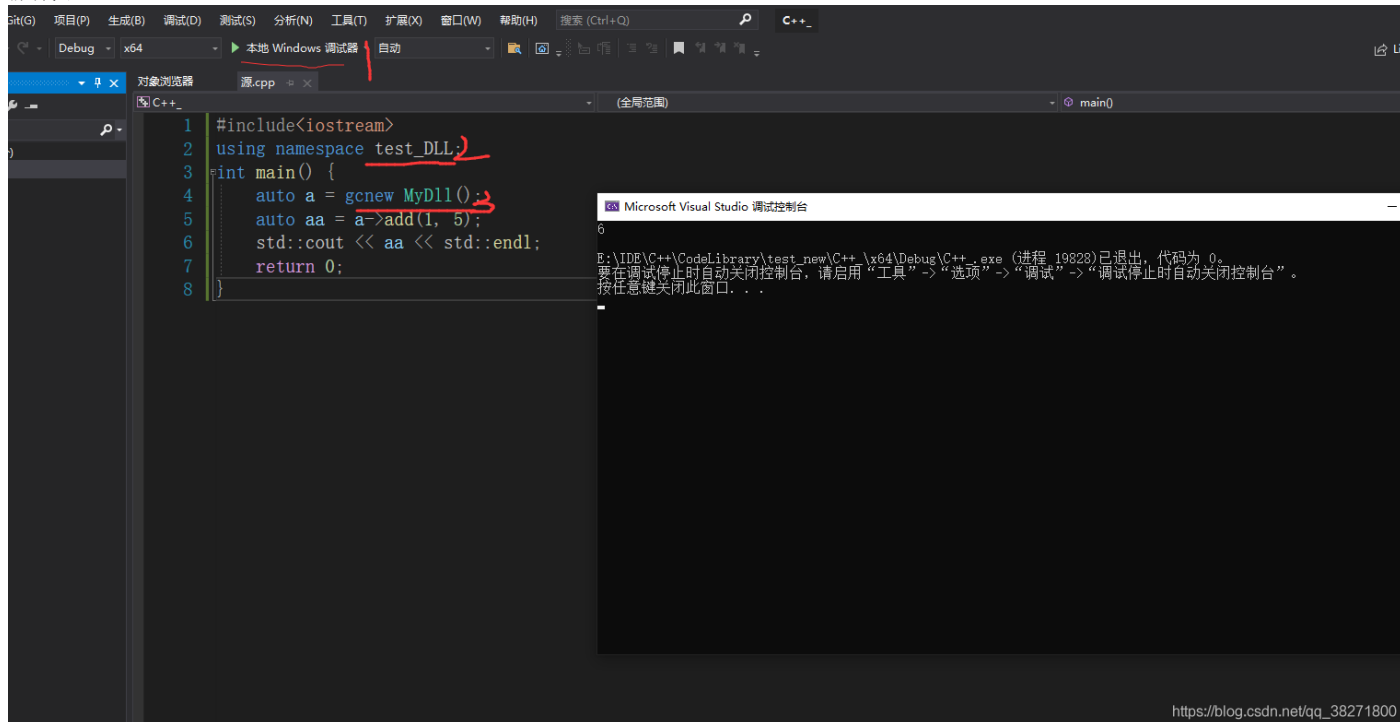 Git(G) 项目(P) 生成(B) 调试(D) 测试(S) 分析(N) 工具(T) 扩展(X) 窗口(W) 帮助(H) 搜索 (Ctrl+Q) C++_
Debug x64 本地 Windows 调试器 自动
对象浏览器 源.cpp
C++_ (全局范围) main()
1 #include<iostream>
2 using namespace test_DLL; 2
3 int main() {
4 auto a = gcnew MyDll(); 3
5 auto aa = a->add(1, 5);
6 std::cout << aa << std::endl;
7 return 0;
8 }
Microsoft Visual Studio 调试控制台
6
E:\IDE\C++\CodeLibrary\test_new\C++_\x64\Debug\C++_.exe (进程 19828)已退出，代码为 0。
要在调试停止时自动关闭控制台，请启用“工具”->“选项”->“调试”->“调试停止时自动关闭控制台”。
按任意键关闭此窗口. . .
https://blog.csdn.net/qq_38271800